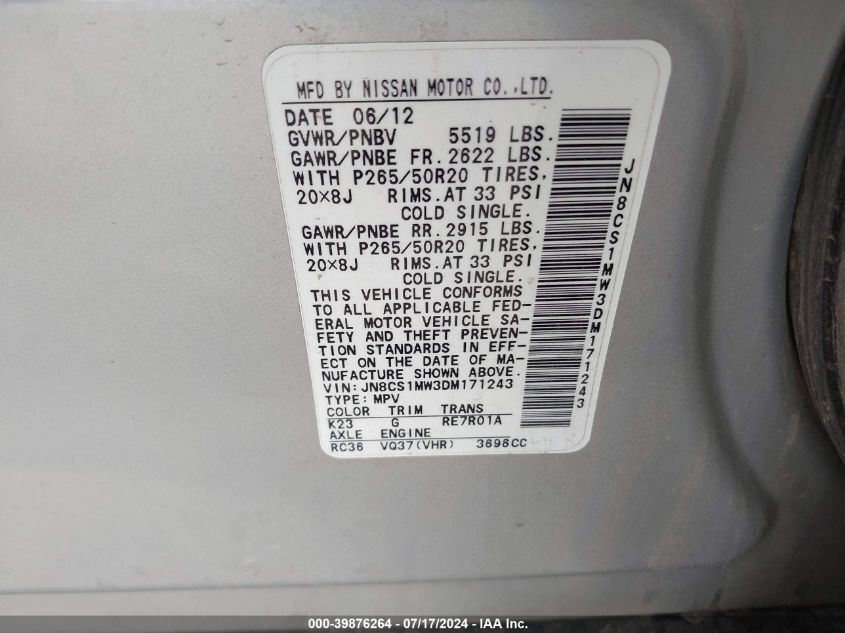 MFD BY NISSAN MOTOR CO.,LTD.
DATE 06/12
GVWR/PNBV 5519 LBS.
GAWR/PNBE FR. 2622 LBS.
WITH P265/50R20 TIRES,
20×8J RIMS.AT 33 PSI
COLD SINGLE.
GAWR/PNBE RR. 2915 LBS.
WITH P265/50R20 TIRES,
20×8J RIMS.AT 33 PSI
COLD SINGLE.
THIS VEHICLE CONFORMS
TO ALL APPLICABLE FED-
ERAL MOTOR VEHICLE SA-
FETY AND THEFT PREVEN-
TION STANDARDS IN EFF-
ECT ON THE DATE OF MA-
NUFACTURE SHOWN ABOVE.
VIN: JN8CS1MW3DM171243
TYPE: MPV
COLOR TRIM TRANS
K23 G RE7R01A
AXLE ENGINE
RC36 VQ37(VHR) 3696CC
JN8CS1MW3DM171243
000-39876264 - 07/17/2024 - IAA Inc.